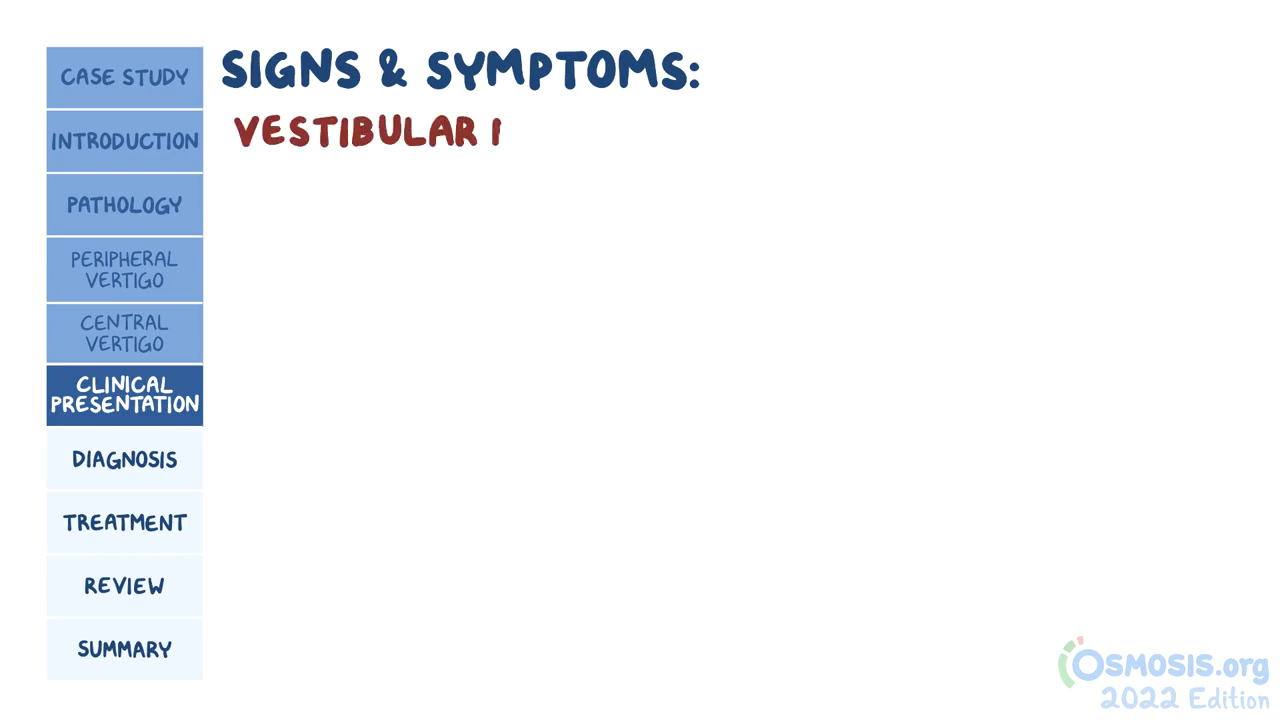 CASE STUDY
INTRODUCTION
PATHOLOGY
PERIPHERAL
VERTIGO
CENTRAL
VERTIGO
CLINICAL
PRESENTATION
DIAGNOSIS
TREATMENT
REVIEW
SUMMARY
SIGNS & SYMPTOMS:
VESTIBULAR
OSMOSIS.org
2022 Edition